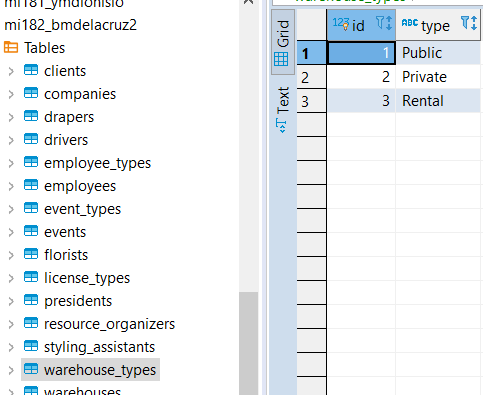 mi181_ymdionisio
mi182_bmdelacruz2
Tables
clients
companies
drapers
drivers
employee_types
employees
event_types
events
florists
license_types
presidents
resource_organizers
styling_assistants
warehouse_types
warehouses
warehouse_types
Grid
Text
123 id
ABC type
1 1 Public
2 2 Private
3 3 Rental